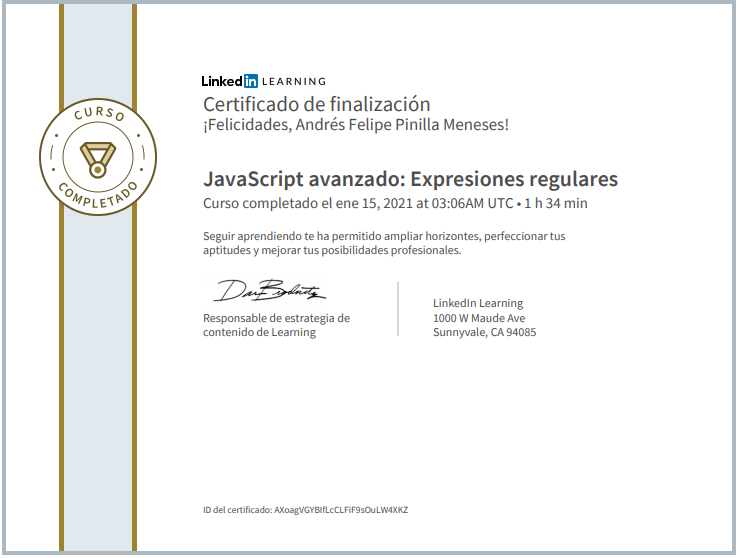 LinkedIn LEARNING
Certificado de finalización
¡Felicidades, Andrés Felipe Pinilla Meneses!
CURSO
COMPLETADO
JavaScript avanzado: Expresiones regulares
Curso completado el ene 15, 2021 at 03:06AM UTC • 1 h 34 min
Seguir aprendiendo te ha permitido ampliar horizontes, perfeccionar tus
aptitudes y mejorar tus posibilidades profesionales.
Responsable de estrategia de
contenido de Learning
LinkedIn Learning
1000 W Maude Ave
Sunnyvale, CA 94085
ID del certificado: AXoagVGYBIfLcCLFiF9sOuLW4XKZ